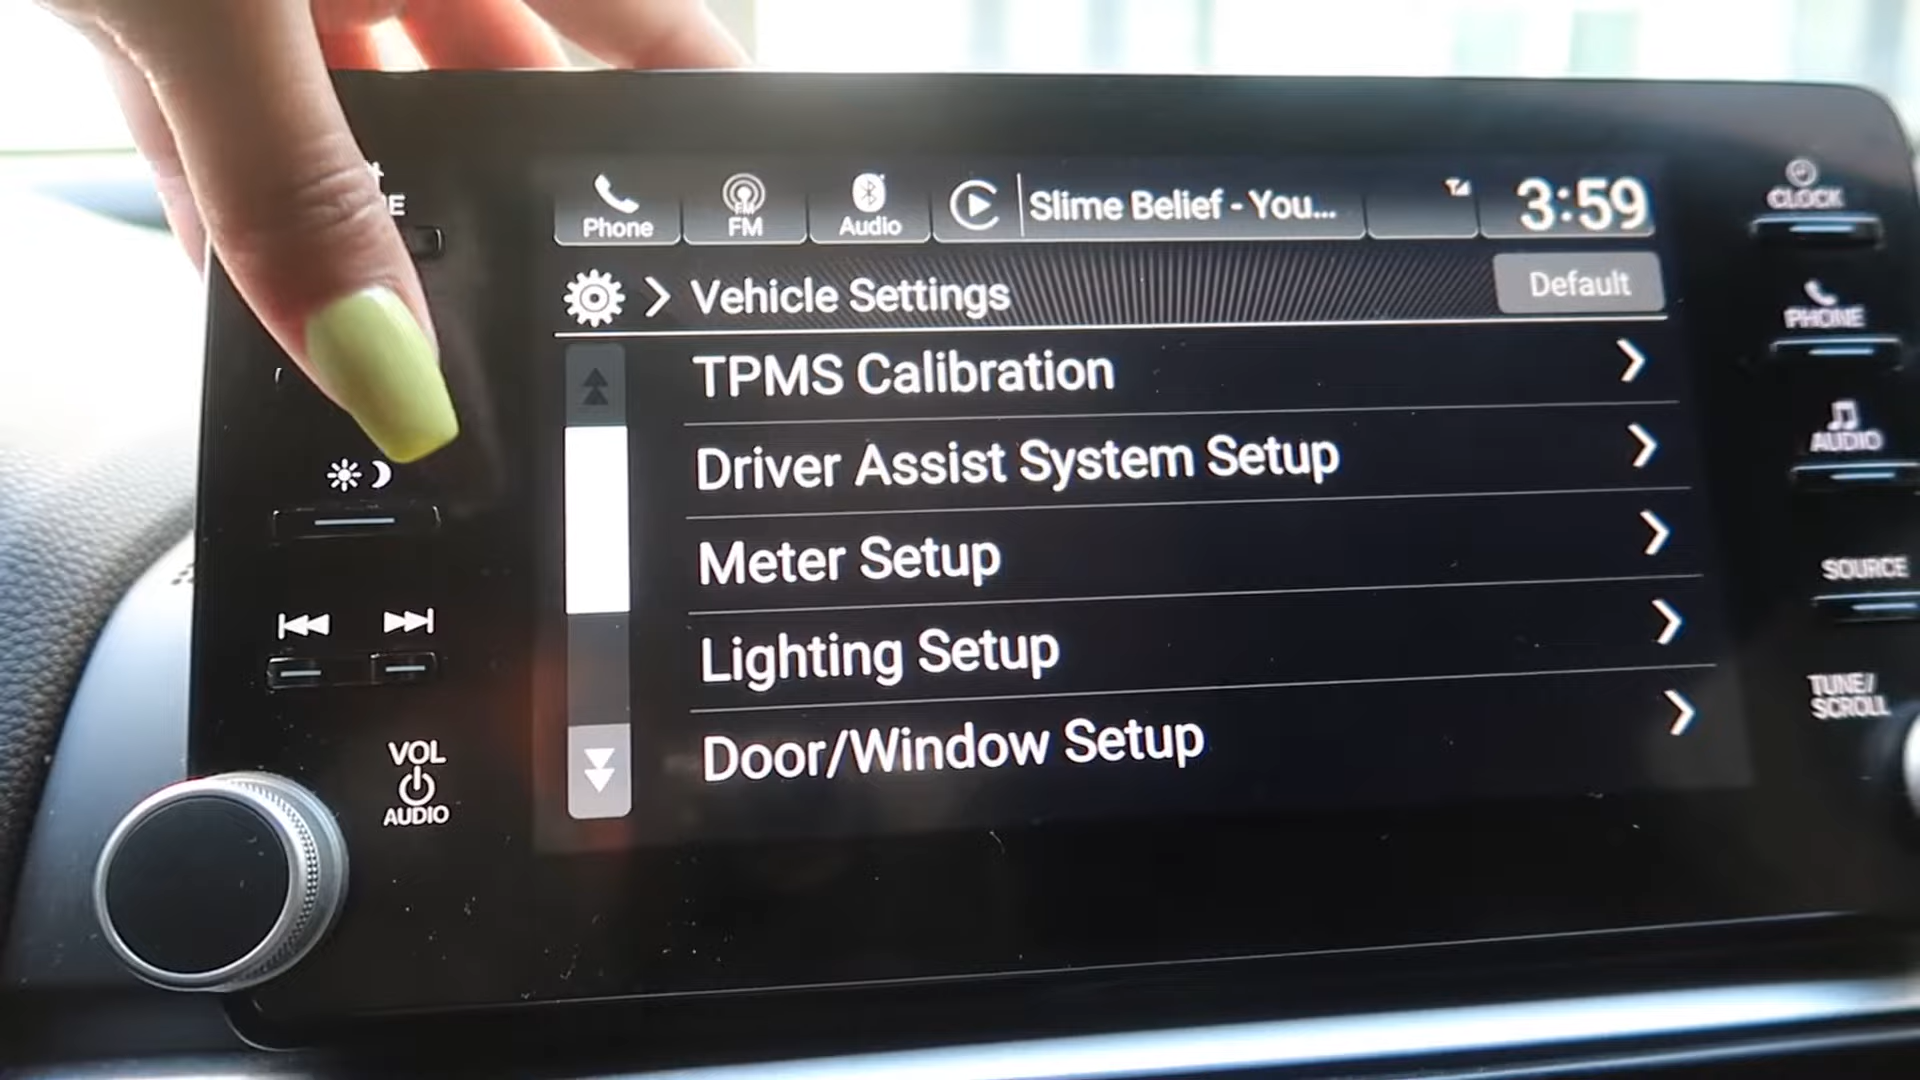 Phone
FM
FM
Audio
Slime Belief - You...
3:59
CLOCK
Vehicle Settings
Default
PHONE
TPMS Calibration
AUDIO
Driver Assist System Setup
Meter Setup
SOURCE
Lighting Setup
TUNE/
SCROLL
Door/Window Setup
VOL
AUDIO